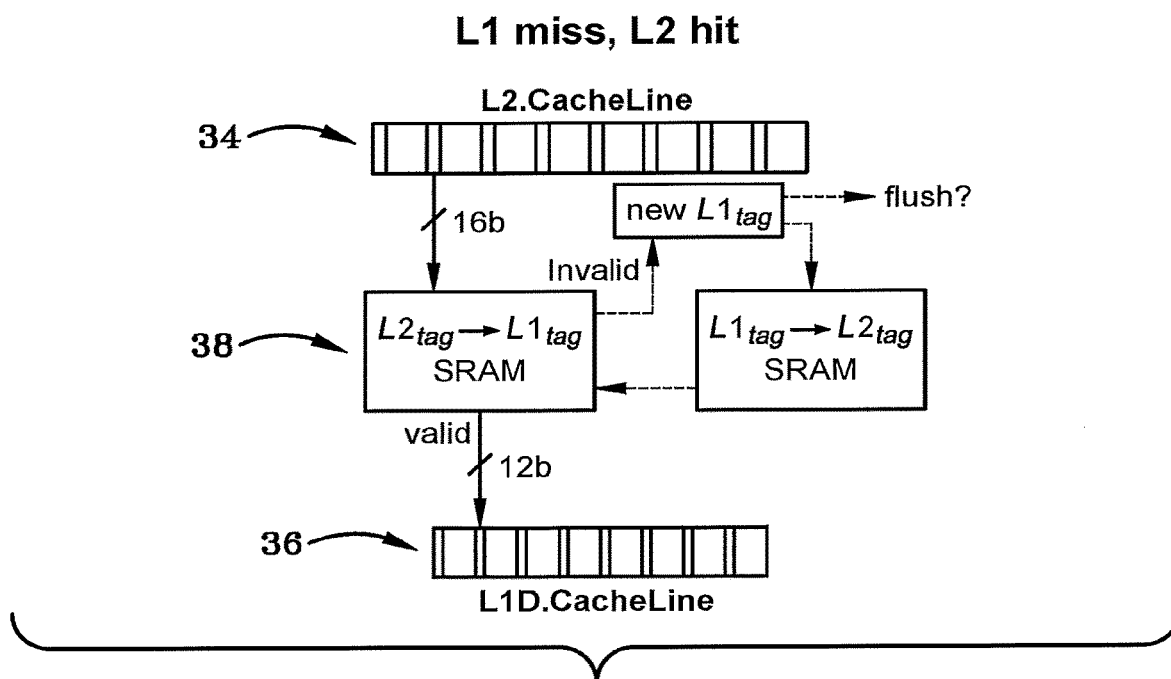 L1 miss, L2 hit
L2.CacheLine
34
16b
new L1tag
flush?
Invalid
38
L2tag → L1tag
SRAM
L1tag → L2tag
SRAM
valid
12b
36
L1D.CacheLine